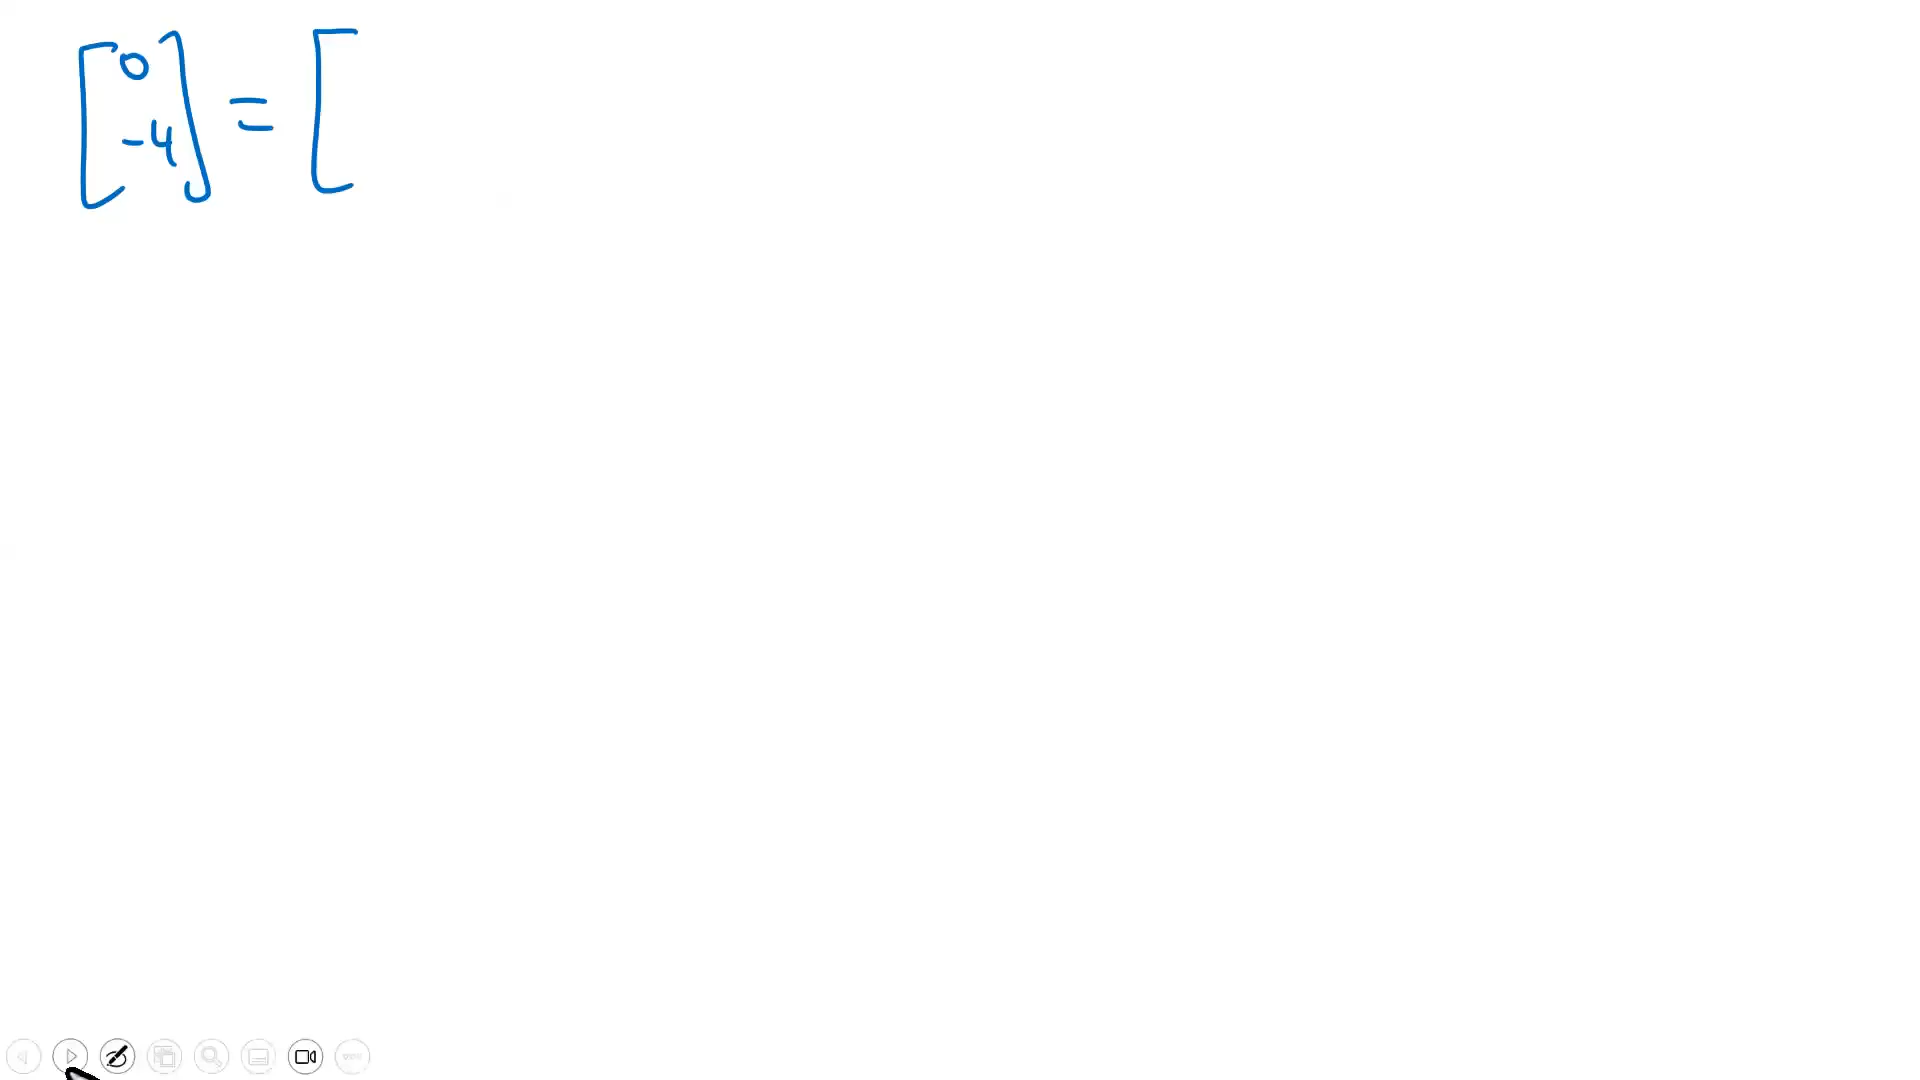 [0
-4] = [